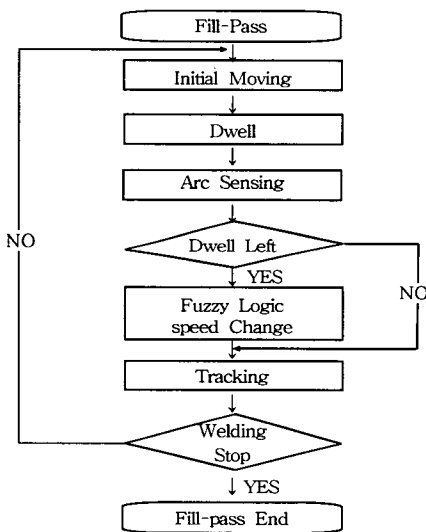 Fill-Pass
Initial Moving
Dwell
Arc Sensing
NO
Dwell Left
YES
NO
Fuzzy Logic
speed Change
Tracking
Welding
Stop
YES
Fill-pass End